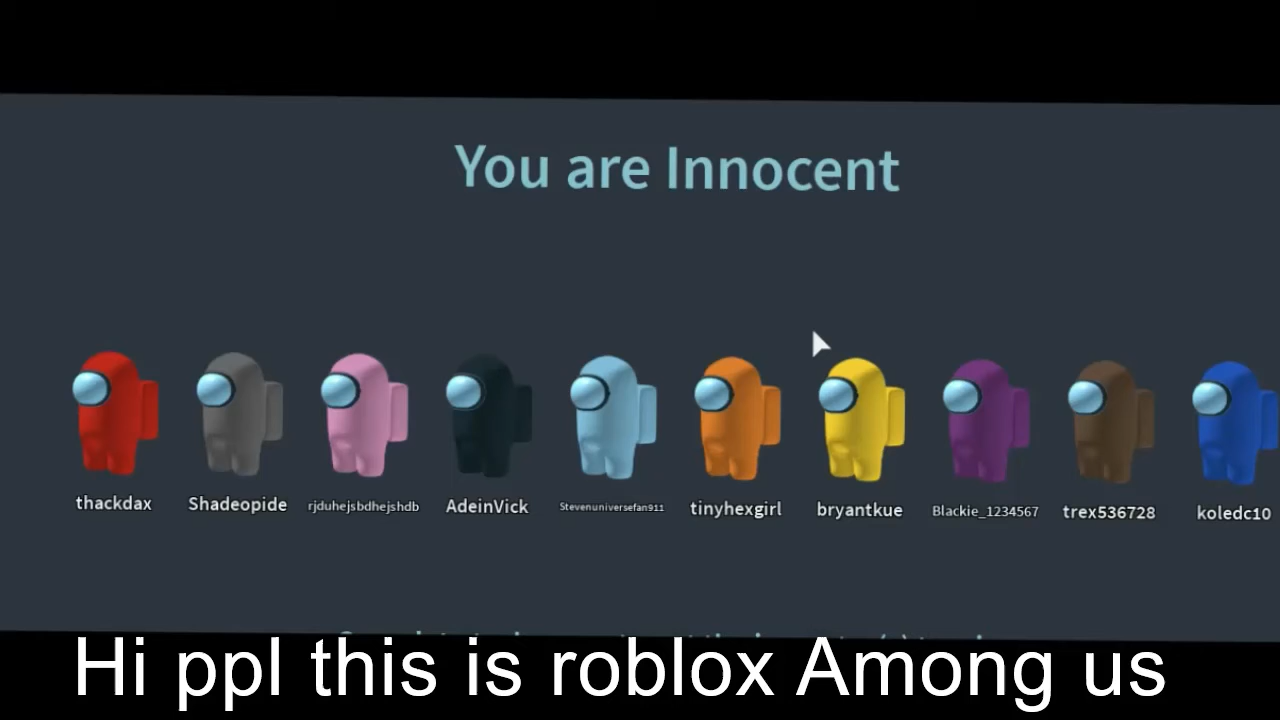 You are Innocent
thackdax Shadeopide rjduhejsbdhejshdb AdeinVick Stevenuniversefan911 tinyhexgirl bryantkue Blackie_1234567 trex536728 koledc10
Hi ppl this is roblox Among us